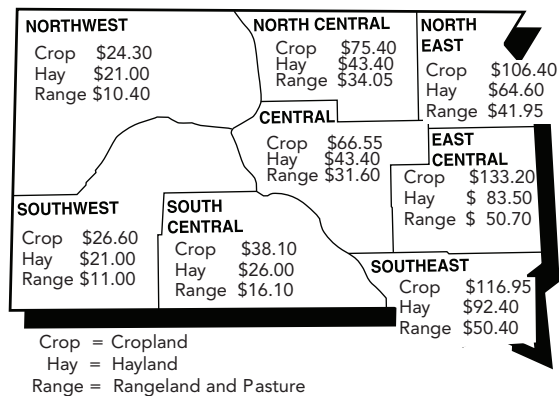 NORTHWEST
Crop $24.30
Hay $21.00
Range $10.40
NORTH CENTRAL
Crop $75.40
Hay $43.40
Range $34.05
NORTH
EAST
Crop $106.40
Hay $64.60
Range $41.95
CENTRAL
Crop $66.55
Hay $43.40
Range $31.60
EAST
CENTRAL
Crop $133.20
Hay $ 83.50
Range $ 50.70
SOUTHWEST
Crop $26.60
Hay $21.00
Range $11.00
SOUTH
CENTRAL
Crop $38.10
Hay $26.00
Range $16.10
SOUTHEAST
Crop $116.95
Hay $92.40
Range $50.40
Crop = Cropland
Hay = Hayland
Range = Rangeland and Pasture